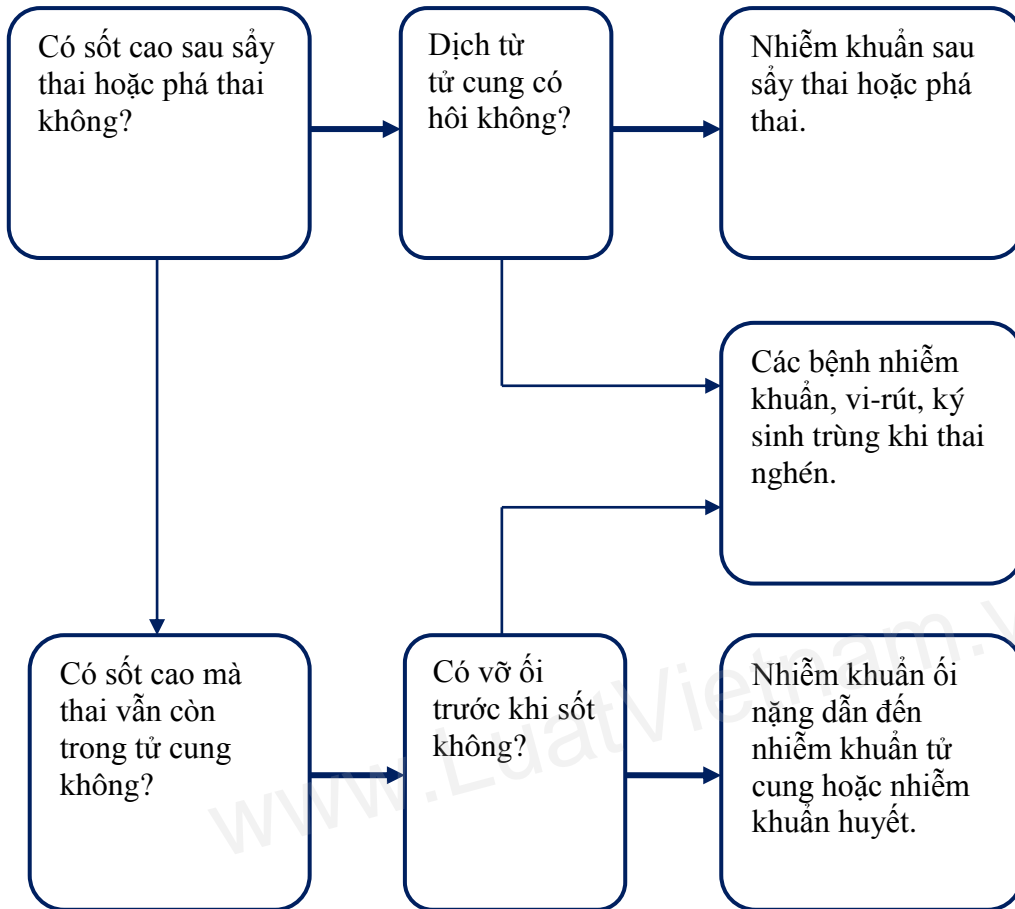 Có sốt cao sau sẩy
thai hoặc phá thai
không?
Dịch từ
tử cung có
hôi không?
Nhiễm khuẩn sau
sẩy thai hoặc phá
thai.
Các bệnh nhiễm
khuẩn, vi-rút, ký
sinh trùng khi thai
nghén.
Có sốt cao mà
thai vẫn còn
trong tử cung
không?
Có vỡ ối
trước khi sốt
không?
Nhiễm khuẩn ối
nặng dẫn đến
nhiễm khuẩn tử
cung hoặc nhiễm
khuẩn huyết.
www.LuatVietnam.v